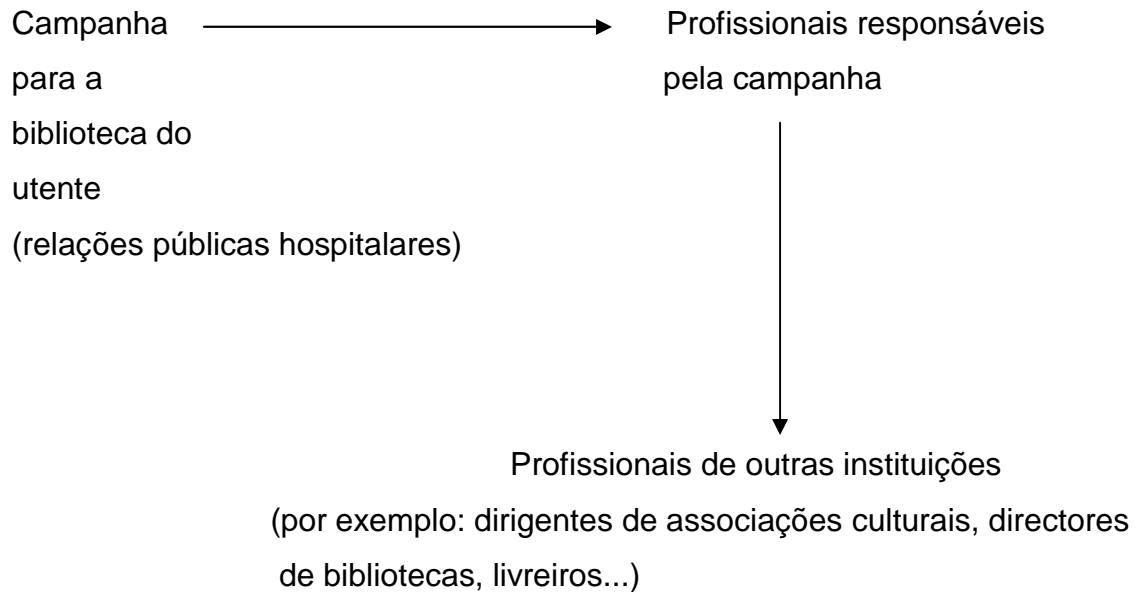 Campanha
para a
biblioteca do
utente
(relações públicas hospitalares)
Profissionais responsáveis
pela campanha
Profissionais de outras instituições
(por exemplo: dirigentes de associações culturais, directores
de bibliotecas, livreiros...)